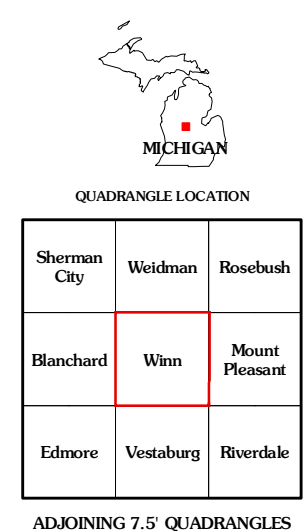 MICHIGAN
QUADRANGLE LOCATION
Sherman
City
Weidman
Rosebush
Blanchard
Winn
Mount
Pleasant
Edmore
Vestaburg
Riverdale
ADJOINING 7.5' QUADRANGLES